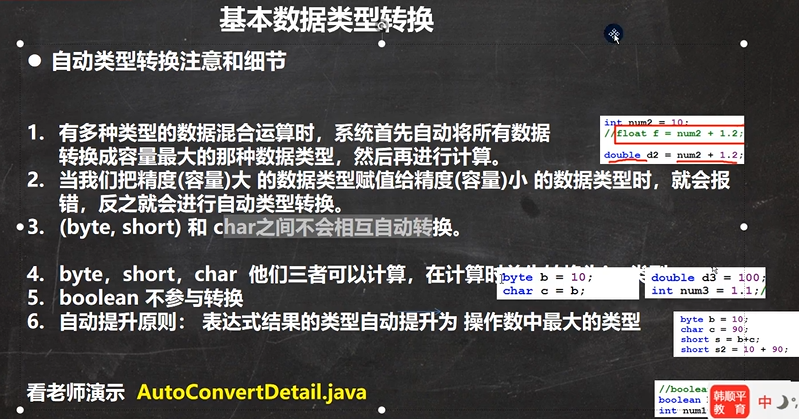 基本数据类型转换
● 自动类型转换注意和细节
1. 有多种类型的数据混合运算时，系统首先自动将所有数据
转换成容量最大的那种数据类型，然后再进行计算。
int num2 = 10;
//float f = num2 + 1.2;
double d2 = num2 + 1.2;
2. 当我们把精度(容量)大 的数据类型赋值给精度(容量)小 的数据类型时，就会报
错，反之就会进行自动类型转换。
3. (byte, short) 和 char之间不会相互自动转换。
4. byte，short，char 他们三者可以计算，在计算时
byte b = 10;
char c = b;
double d3 = 100;
int num3 = 1.1;/
5. boolean 不参与转换
6. 自动提升原则： 表达式结果的类型自动提升为 操作数中最大的类型
byte b = 10;
char c = 90;
short s = b+c;
short s2 = 10 + 90;
看老师演示 AutoConvertDetail.java
//boolea
boolean
int num1
韩顺平
教育
中